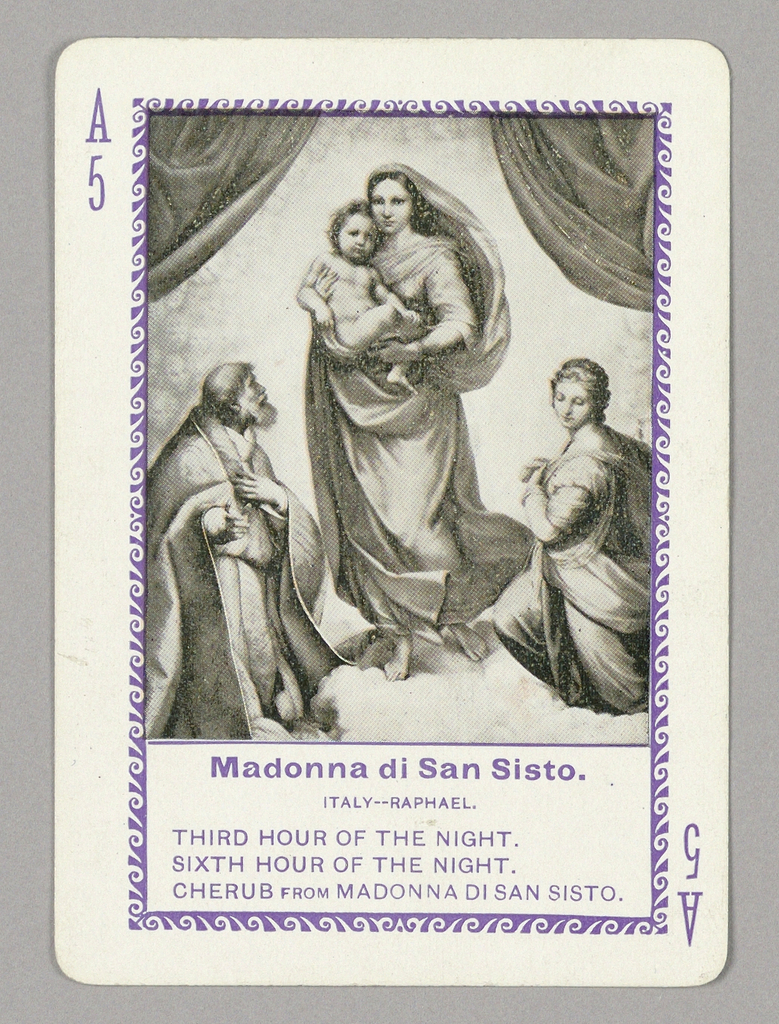 A
5
Madonna di San Sisto.
ITALY--RAPHAEL.
THIRD HOUR OF THE NIGHT.
SIXTH HOUR OF THE NIGHT.
CHERUB FROM MADONNA DI SAN SISTO.
A
5